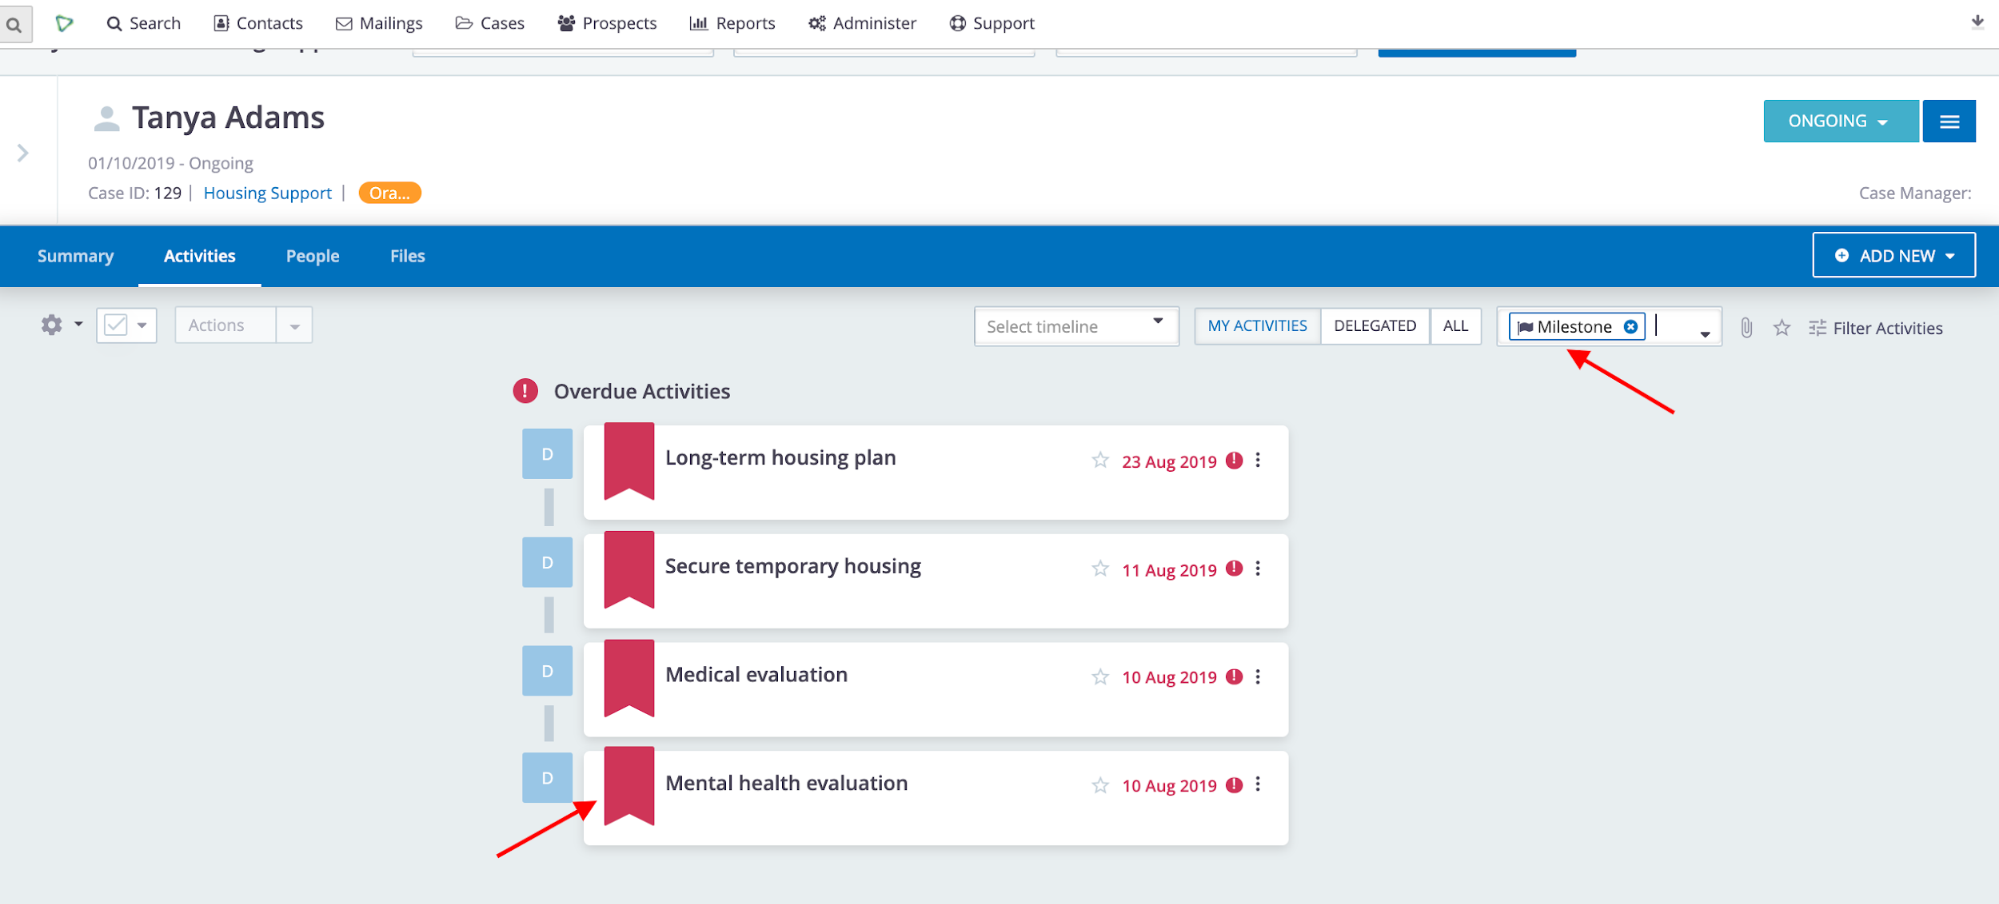 Search Contacts Mailings Cases Prospects Reports Administer Support
Tanya Adams
ONGOING
01/10/2019 - Ongoing
Case ID: 129 | Housing Support | Ora...
Case Manager:
Summary Activities People Files
ADD NEW
Actions
Select timeline
MY ACTIVITIES DELEGATED ALL
Milestone
Filter Activities
! Overdue Activities
D Long-term housing plan 23 Aug 2019 !
D Secure temporary housing 11 Aug 2019 !
D Medical evaluation 10 Aug 2019 !
D Mental health evaluation 10 Aug 2019 !